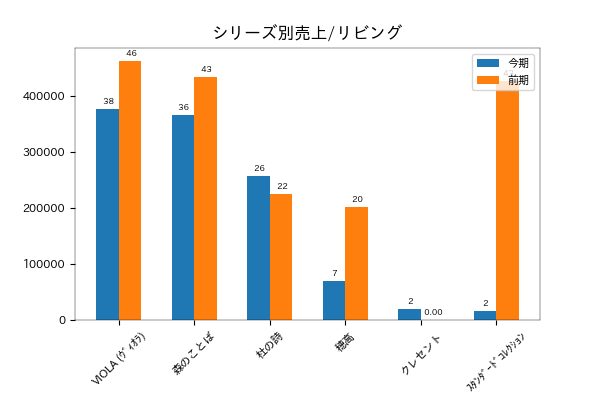 シリーズ別売上/リビング
今期
前期
46
38
43
36
26
22
20
7
2
0.00
2
400000
300000
200000
100000
0
VIOLA (ヴィオラ)
森のことば
杜の詩
穂高
クレセント
スタンダードコレクション